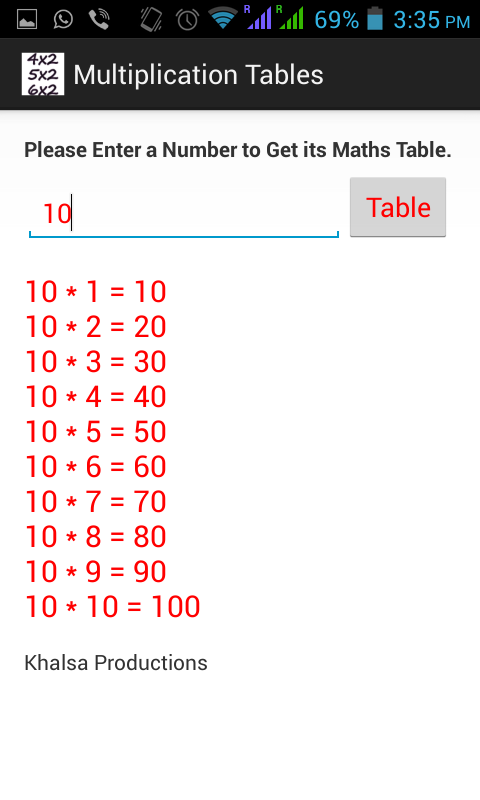 R R 69% 3:35 PM
4x2
5x2
6x2
Multiplication Tables
Please Enter a Number to Get its Maths Table.
10
Table
10 * 1 = 10
10 * 2 = 20
10 * 3 = 30
10 * 4 = 40
10 * 5 = 50
10 * 6 = 60
10 * 7 = 70
10 * 8 = 80
10 * 9 = 90
10 * 10 = 100
Khalsa Productions